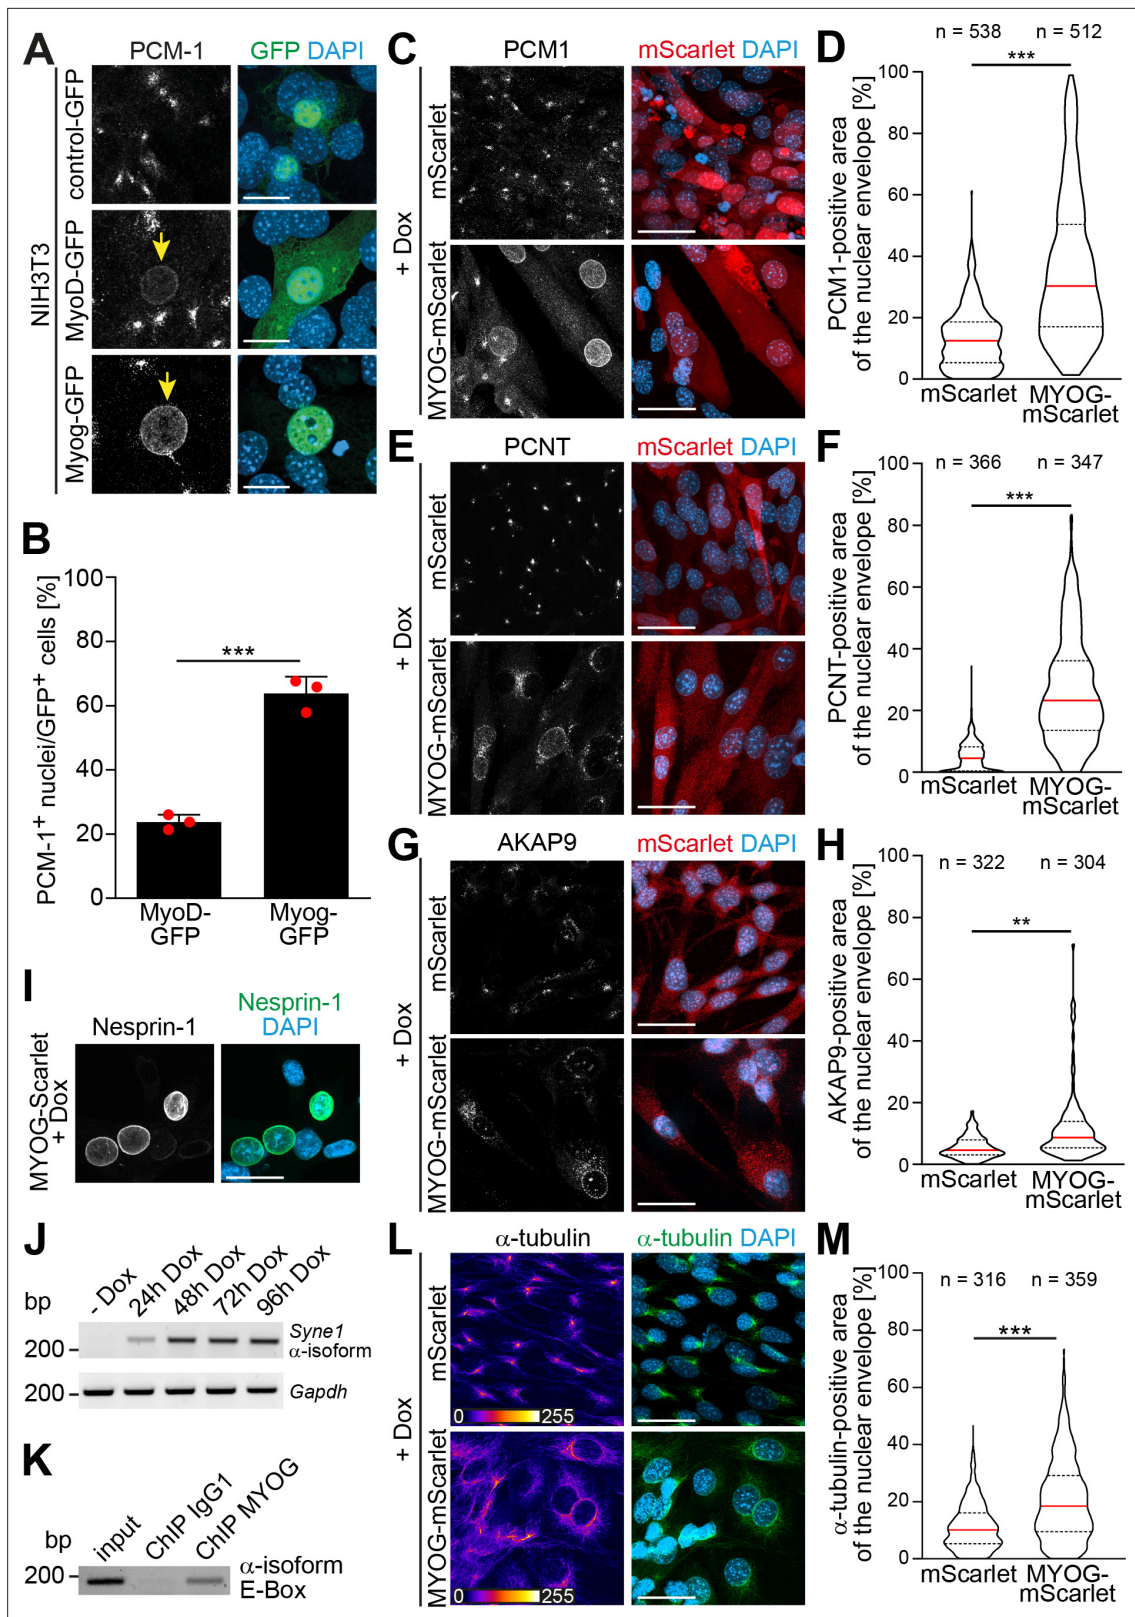 A
PCM-1
GFP DAPI
NIH3T3
control-GFP
MyoD-GFP
Myog-GFP
B
PCM-1+ nuclei/GFP+ cells [%]
100
80
60
40
20
0
***
MyoD-
GFP
Myog-
GFP
C
PCM1
mScarlet DAPI
+ Dox
mScarlet
MYOG-mScarlet
D
n = 538
n = 512
***
PCM1-positive area
of the nuclear envelope [%]
100
80
60
40
20
0
mScarlet
MYOG-
mScarlet
E
PCNT
mScarlet DAPI
+ Dox
mScarlet
MYOG-mScarlet
F
n = 366
n = 347
***
PCNT-positive area
of the nuclear envelope [%]
100
80
60
40
20
0
mScarlet
MYOG-
mScarlet
G
AKAP9
mScarlet DAPI
+ Dox
mScarlet
MYOG-mScarlet
H
n = 322
n = 304
**
AKAP9-positive area
of the nuclear envelope [%]
100
80
60
40
20
0
mScarlet
MYOG-
mScarlet
I
Nesprin-1
Nesprin-1
DAPI
MYOG-Scarlet
+ Dox
J
bp
- Dox
24h Dox
48h Dox
72h Dox
96h Dox
200
Syne1
α-isoform
200
Gapdh
K
bp
input
ChIP IgG1
ChIP MYOG
200
α-isoform
E-Box
L
α-tubulin
α-tubulin DAPI
+ Dox
mScarlet
MYOG-mScarlet
0 255
0 255
M
n = 316
n = 359
***
α-tubulin-positive area
of the nuclear envelope [%]
100
80
60
40
20
0
mScarlet
MYOG-
mScarlet